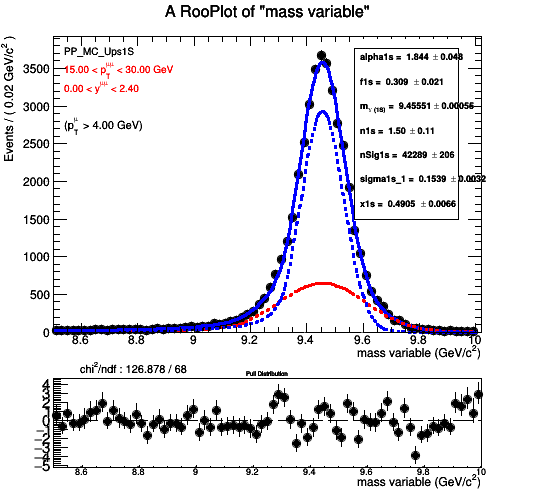 A RooPlot of "mass variable"
Events / ( 0.02 GeV/c² )
PP_MC_Ups1S
15.00 < p_T^μμ < 30.00 GeV
0.00 < y^μμ < 2.40
(p_T^μ > 4.00 GeV)
alpha1s = 1.844 ± 0.048
f1s = 0.309 ± 0.021
m_ϒ (1S) = 9.45551 ± 0.00056
n1s = 1.50 ± 0.11
nSig1s = 42289 ± 206
sigma1s_1 = 0.1539 ± 0.0032
x1s = 0.4905 ± 0.0066
3500
3000
2500
2000
1500
1000
500
0
8.6 8.8 9 9.2 9.4 9.6 9.8 10
mass variable (GeV/c²)
chi²/ndf : 126.878 / 68
Pull Distribution
4
3
2
1
0
−1
−2
−3
−4
−5
8.6 8.8 9 9.2 9.4 9.6 9.8 10
mass variable (GeV/c²)